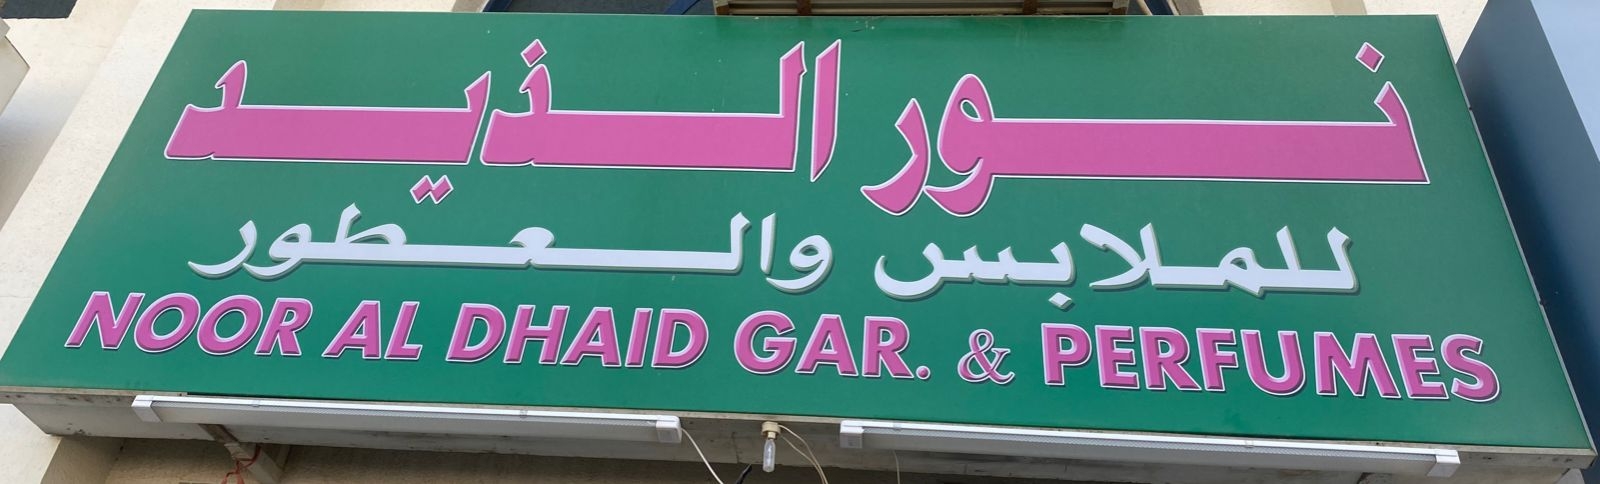 نور الذيد
للملابس والعطور
NOOR AL DHAID GAR. & PERFUMES